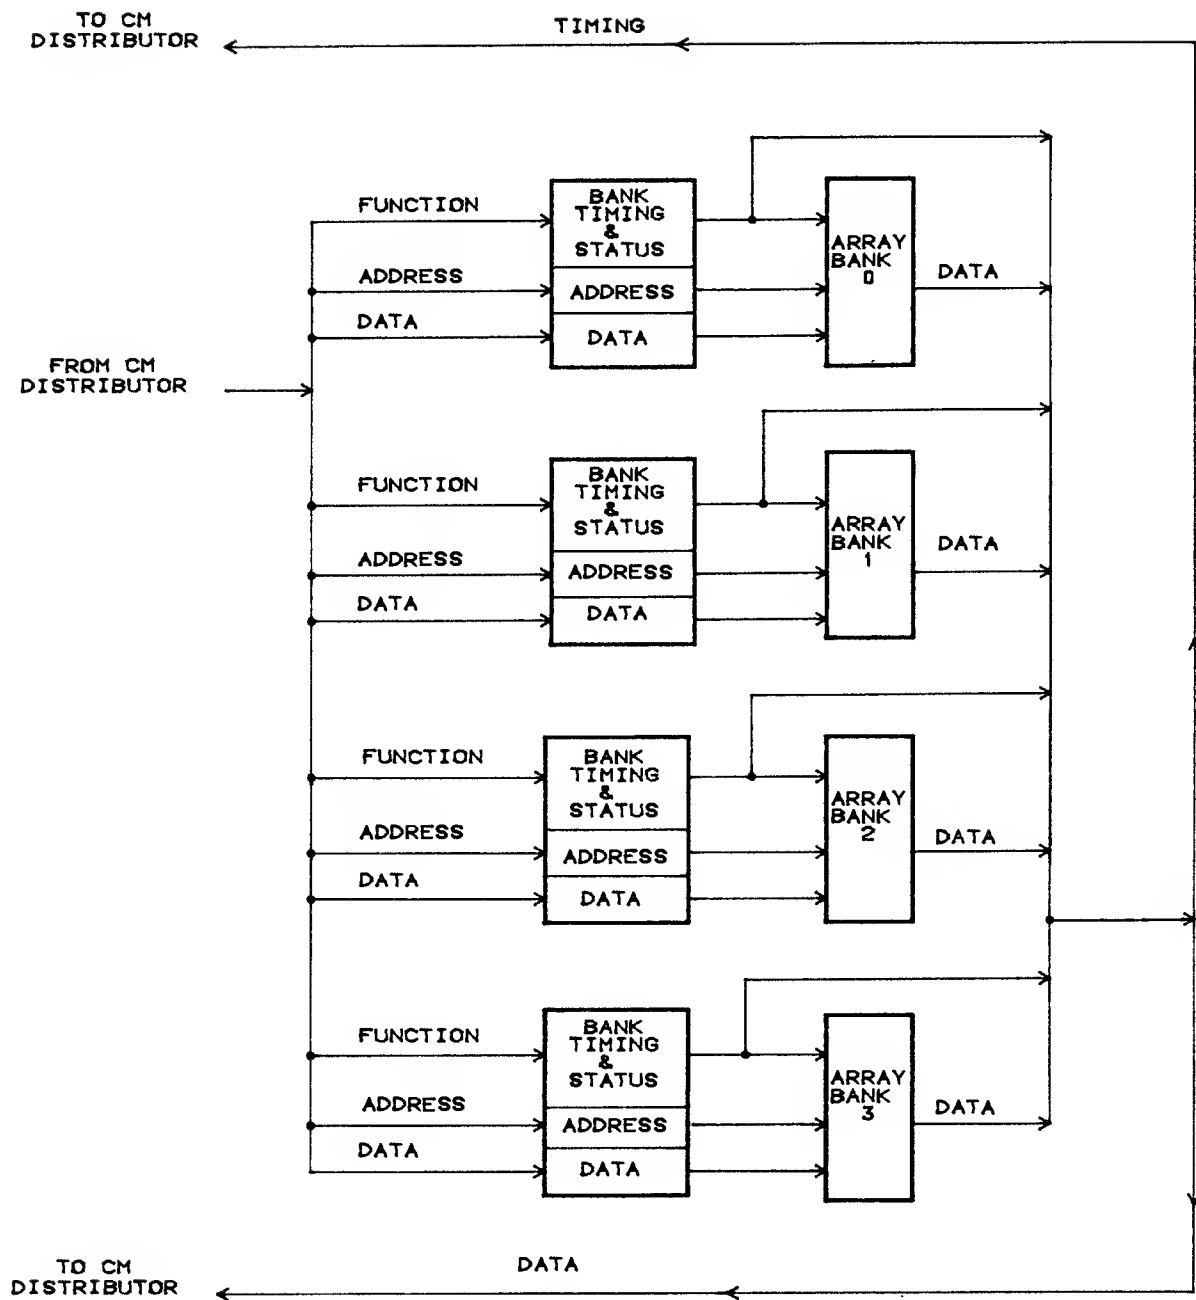 TO CM
DISTRIBUTOR
TIMING
FUNCTION
ADDRESS
DATA
BANK
TIMING
&
STATUS
ADDRESS
DATA
ARRAY
BANK
0
DATA
FROM CM
DISTRIBUTOR
FUNCTION
ADDRESS
DATA
BANK
TIMING
&
STATUS
ADDRESS
DATA
ARRAY
BANK
1
DATA
FUNCTION
ADDRESS
DATA
BANK
TIMING
&
STATUS
ADDRESS
DATA
ARRAY
BANK
2
DATA
FUNCTION
ADDRESS
DATA
BANK
TIMING
&
STATUS
ADDRESS
DATA
ARRAY
BANK
3
DATA
TO CM
DISTRIBUTOR
DATA